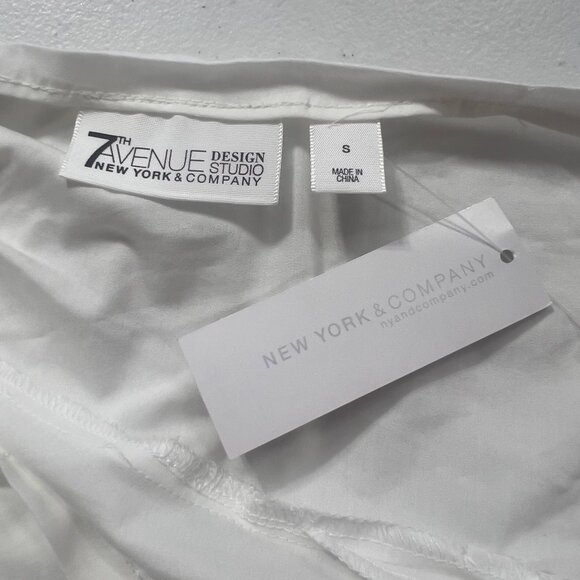 7TH AVENUE DESIGN STUDIO
NEW YORK & COMPANY
S
MADE IN
CHINA
NEW YORK & COMPANY
nyandcompany.com